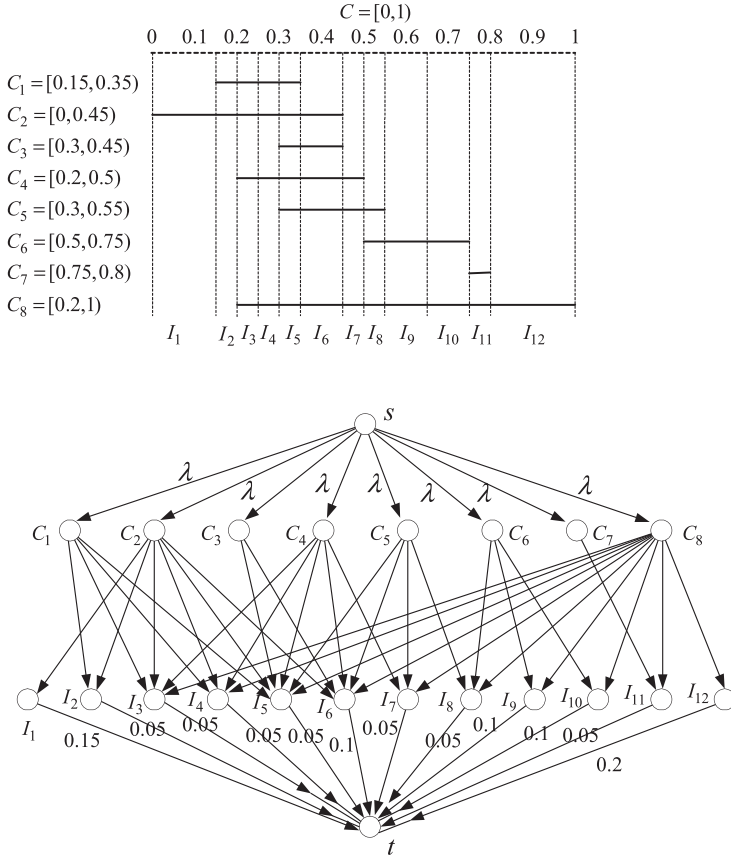 C = [0,1)
0 0.1 0.2 0.3 0.4 0.5 0.6 0.7 0.8 0.9 1
C₁ = [0.15,0.35)
C₂ = [0,0.45)
C₃ = [0.3,0.45)
C₄ = [0.2,0.5)
C₅ = [0.3,0.55)
C₆ = [0.5,0.75)
C₇ = [0.75,0.8)
C₈ = [0.2,1)
I₁ I₂ I₃ I₄ I₅ I₆ I₇ I₈ I₉ I₁₀ I₁₁ I₁₂
s
λ λ λ λ λ λ λ
C₁ C₂ C₃ C₄ C₅ C₆ C₇ C₈
I₁ I₂ I₃ I₄ I₅ I₆ I₇ I₈ I₉ I₁₀ I₁₁ I₁₂
0.15 0.05 0.05 0.05 0.05 0.1 0.05 0.05 0.1 0.1 0.05 0.2
t